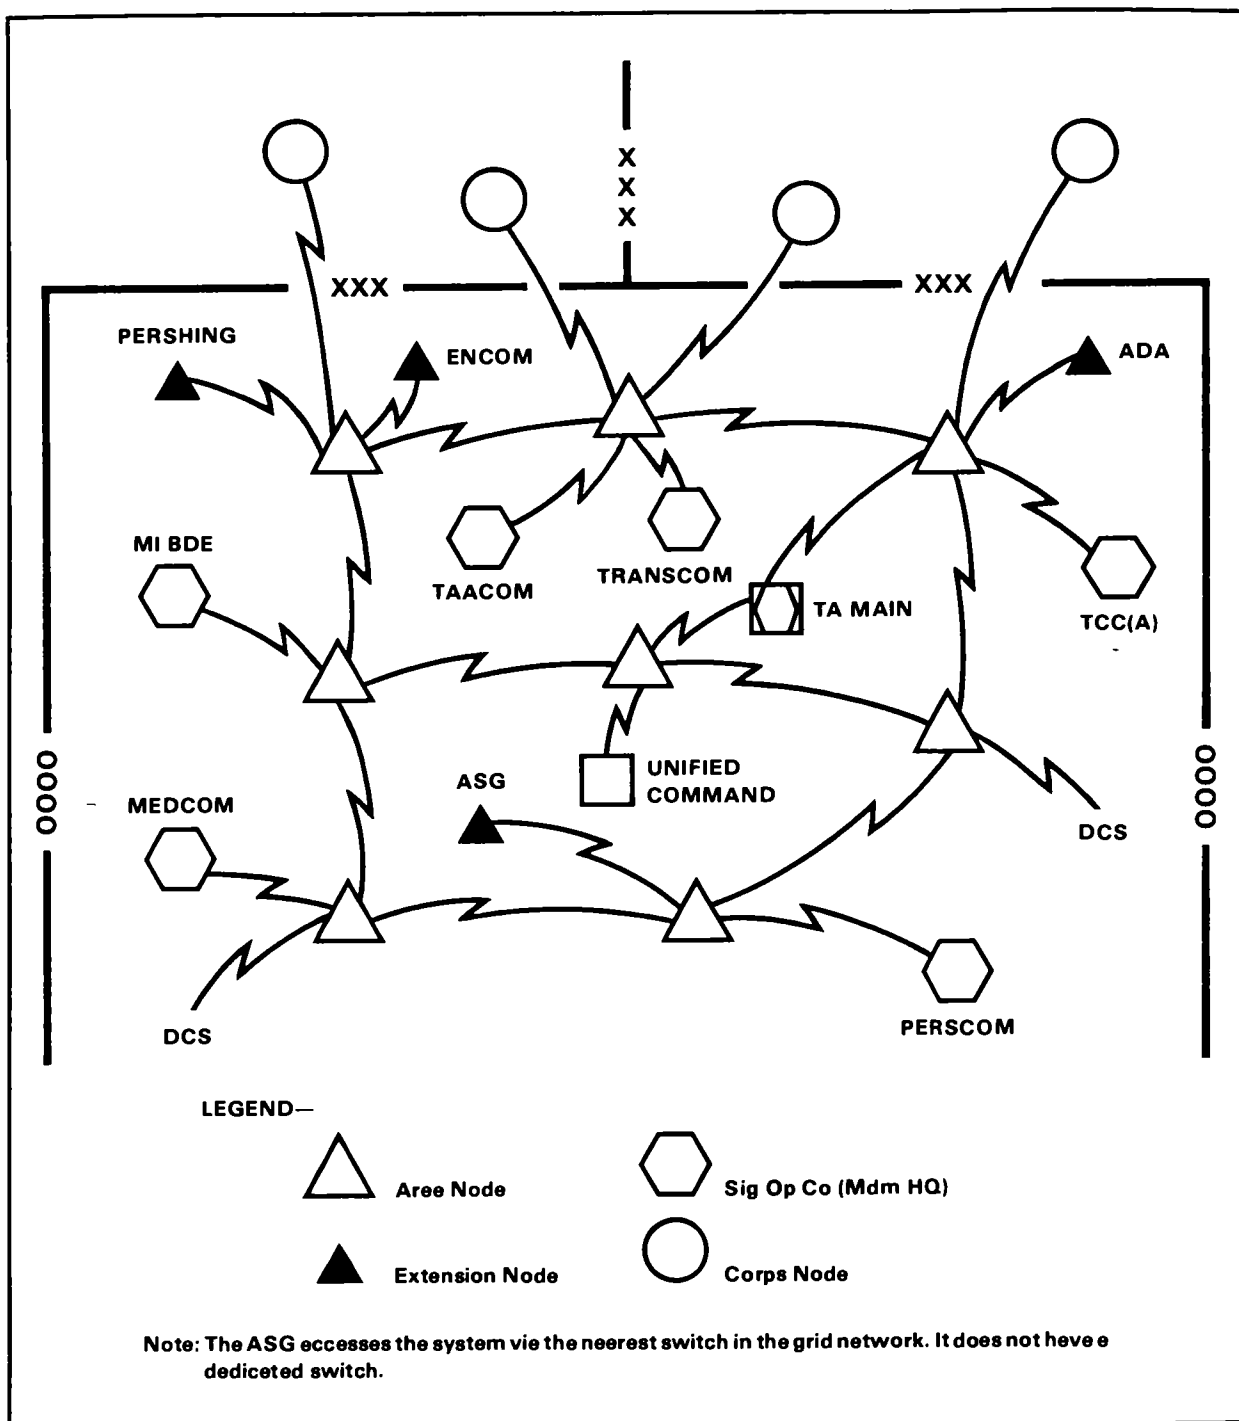 X
X
X
XXX
XXX
PERSHING
ENCOM
ADA
MI BDE
TAACOM
TRANSCOM
TA MAIN
TCC(A)
OOOO
OOOO
ASG
UNIFIED
COMMAND
MEDCOM
DCS
DCS
PERSCOM
LEGEND—
Aree Node
Sig Op Co (Mdm HQ)
Extension Node
Corps Node
Note: The ASG eccesses the system vie the neerest switch in the grid network. It does not heve e
dediceted switch.